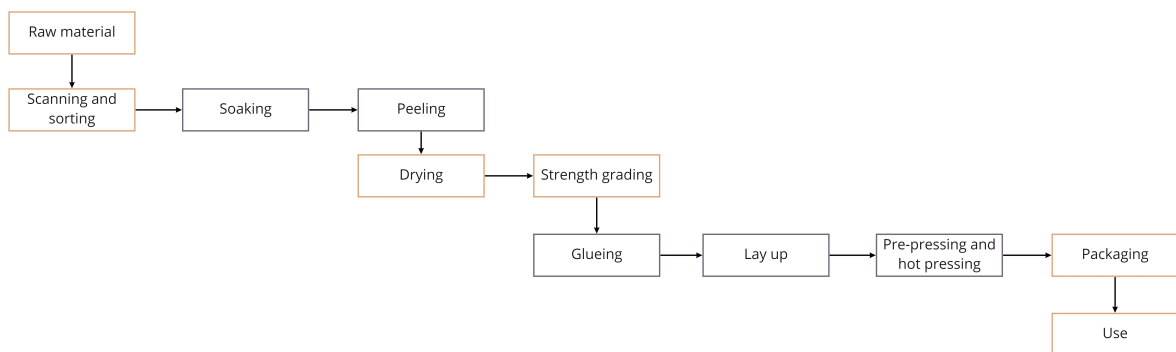 Raw material
Scanning and
sorting
Soaking
Peeling
Drying
Strength grading
Glueing
Lay up
Pre-pressing and
hot pressing
Packaging
Use